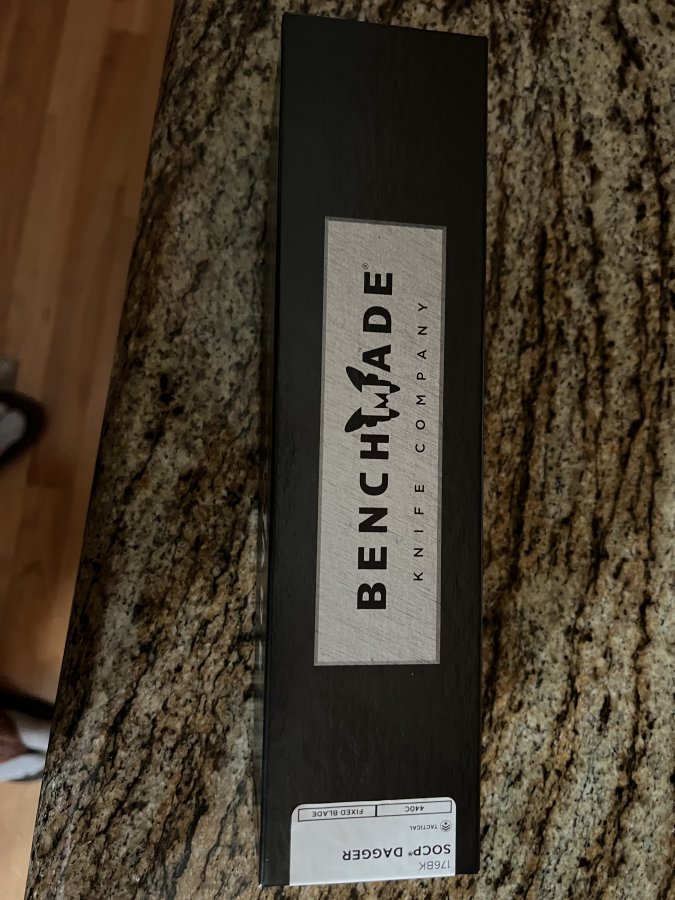 BENCHMADE®
KNIFE COMPANY
176BK
SOCP® DAGGER
TACTICAL
440C
FIXED BLADE